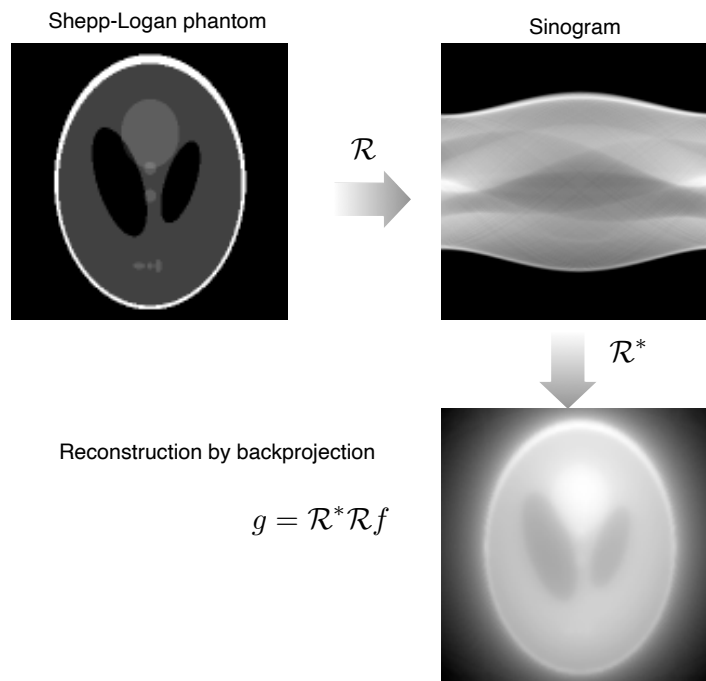 Shepp-Logan phantom
Sinogram
ℛ
ℛ*
Reconstruction by backprojection
g = ℛ*ℛf